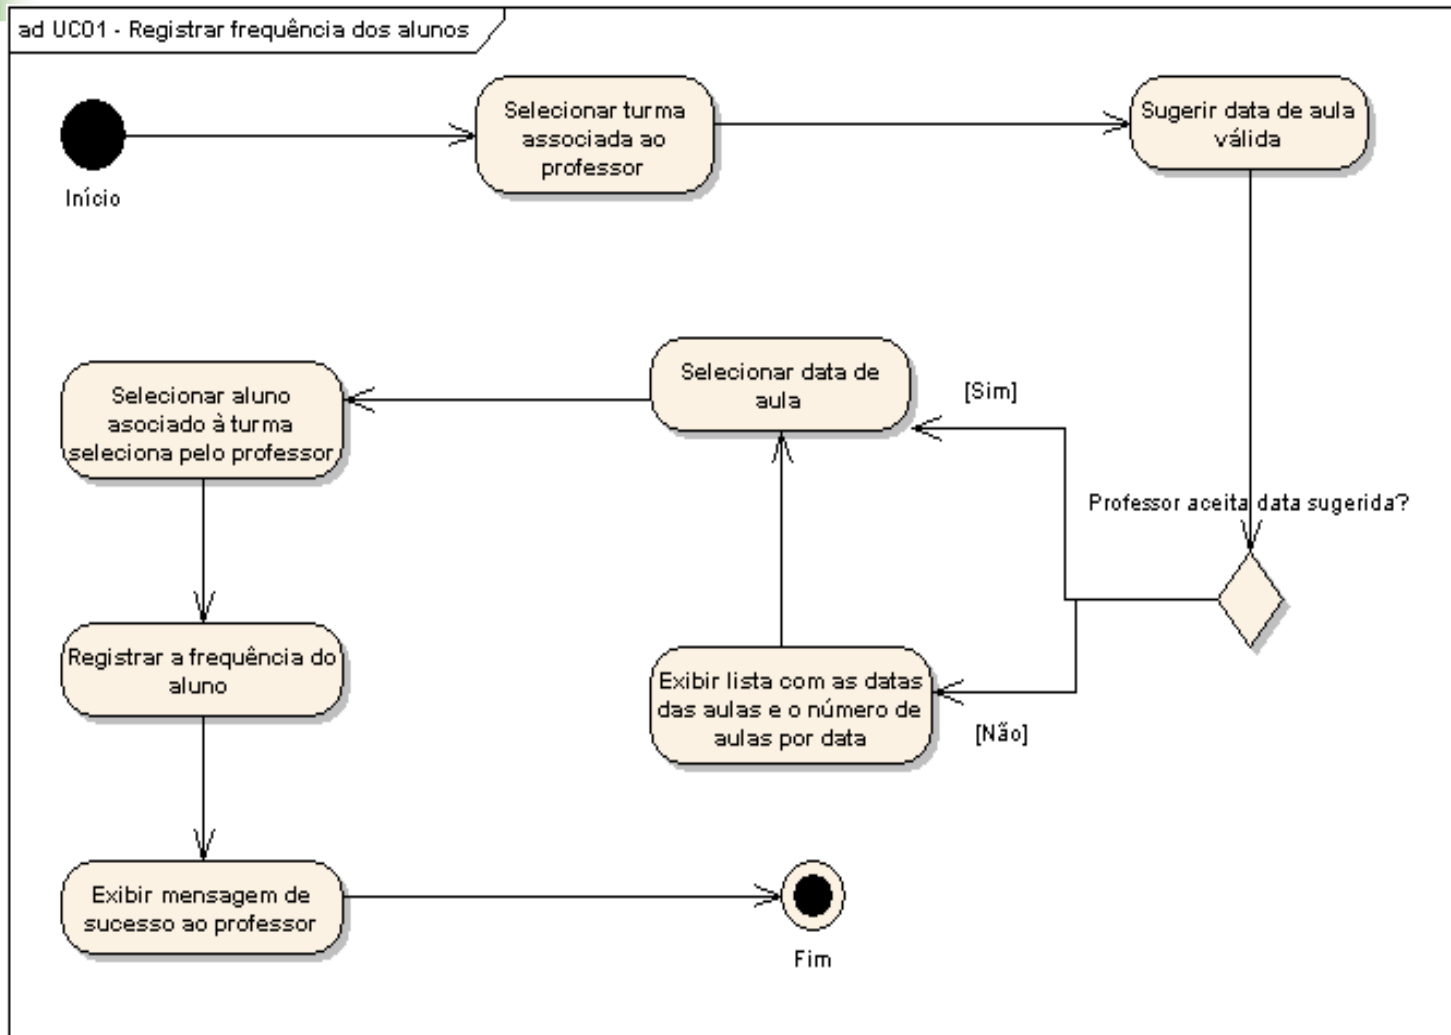 ad UC01 - Registrar frequência dos alunos
Selecionar turma
associada ao
professor
Sugerir data de aula
válida
Início
Selecionar data de
aula
[Sim]
Selecionar aluno
asociado à turma
seleciona pelo professor
Professor aceita data sugerida?
Registrar a frequência do
aluno
Exibir lista com as datas
das aulas e o número de
aulas por data
[Não]
Exibir mensagem de
sucesso ao professor
Fim